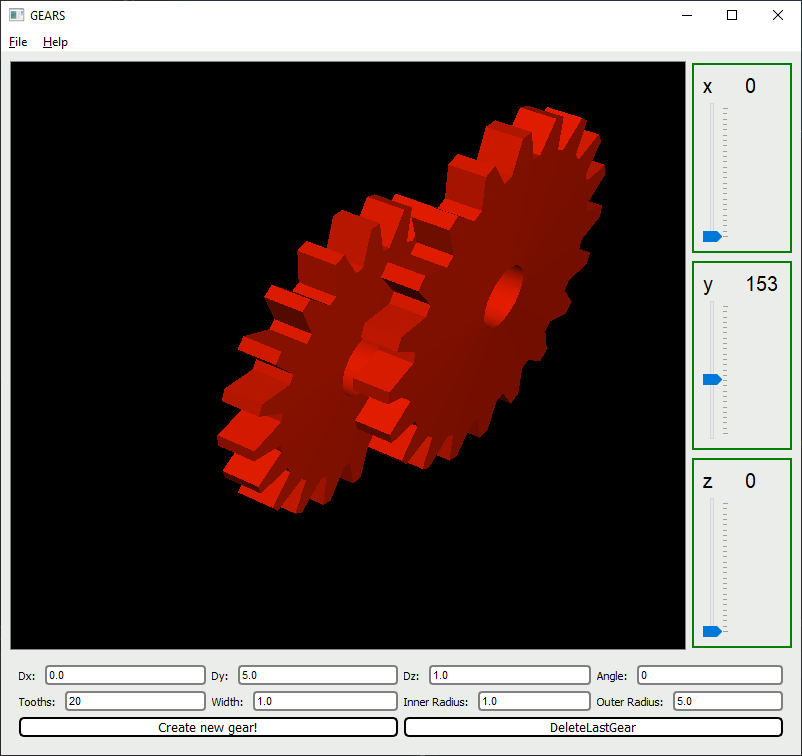 GEARS
File Help
x 0
y 153
z 0
Dx: 0.0 Dy: 5.0 Dz: 1.0 Angle: 0
Tooths: 20 Width: 1.0 Inner Radius: 1.0 Outer Radius: 5.0
Create new gear! DeleteLastGear